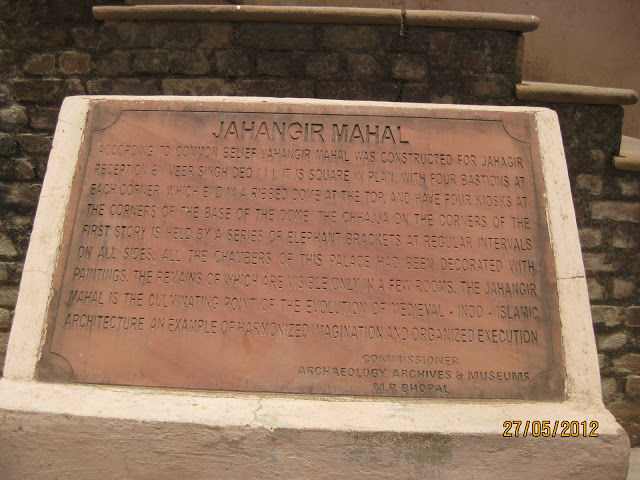 JAHANGIR MAHAL
ACCORDING TO COMMON BELIEF JAHANGIR MAHAL WAS CONSTRUCTED FOR JAHAGIR
RECEPTION BY VEER SINGH DEO IT IS SQUARE IN PLAN, WITH FOUR BASTIONS AT
EACH CORNER, WHICH END IN A RIBBED DOME AT THE TOP, AND HAVE FOUR KIOSKS AT
THE CORNERS OF THE BASE OF THE DOME. THE CHHAJJA ON THE CORNERS OF THE
FIRST STORY IS HELD BY A SERIES OF ELEPHANT BRACKETS AT REGULAR INTERVALS
ON ALL SIDES. ALL THE CHAMBERS OF THIS PALACE HAD BEEN DECORATED WITH
PAINTINGS, THE REMAINS OF WHICH ARE VISIBLE ONLY IN A FEW ROOMS. THE JAHANGIR
MAHAL IS THE CULMINATING POINT OF THE EVOLUTION OF MEDIEVAL - INDO - ISLAMIC
ARCHITECTURE AN EXAMPLE OF HARMONIZED IMAGINATION AND ORGANIZED EXECUTION
COMMISSIONER
ARCHAEOLOGY, ARCHIVES & MUSEUMS
M.P. BHOPAL
27/05/2012